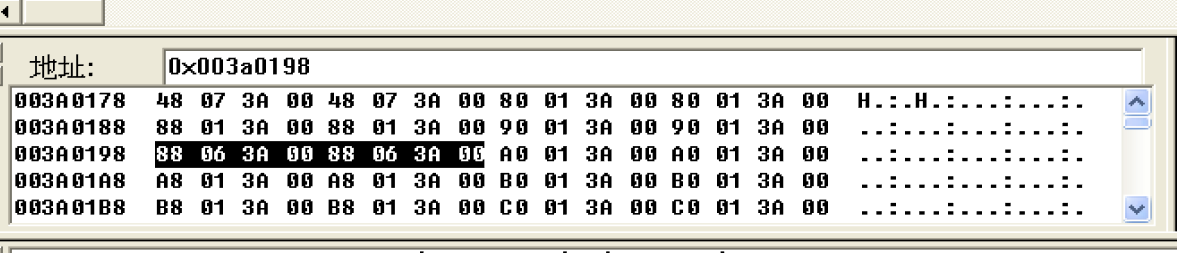 地址: 0x003a0198
003A0178 48 07 3A 00 48 07 3A 00 80 01 3A 00 80 01 3A 00 H.:.H.:...:...:.
003A0188 88 01 3A 00 88 01 3A 00 90 01 3A 00 90 01 3A 00 ..:...:...:...:.
003A0198 88 06 3A 00 88 06 3A 00 A0 01 3A 00 A0 01 3A 00 ..:...:...:...:.
003A01A8 A8 01 3A 00 A8 01 3A 00 B0 01 3A 00 B0 01 3A 00 ..:...:...:...:.
003A01B8 B8 01 3A 00 B8 01 3A 00 C0 01 3A 00 C0 01 3A 00 ..:...:...:...:.